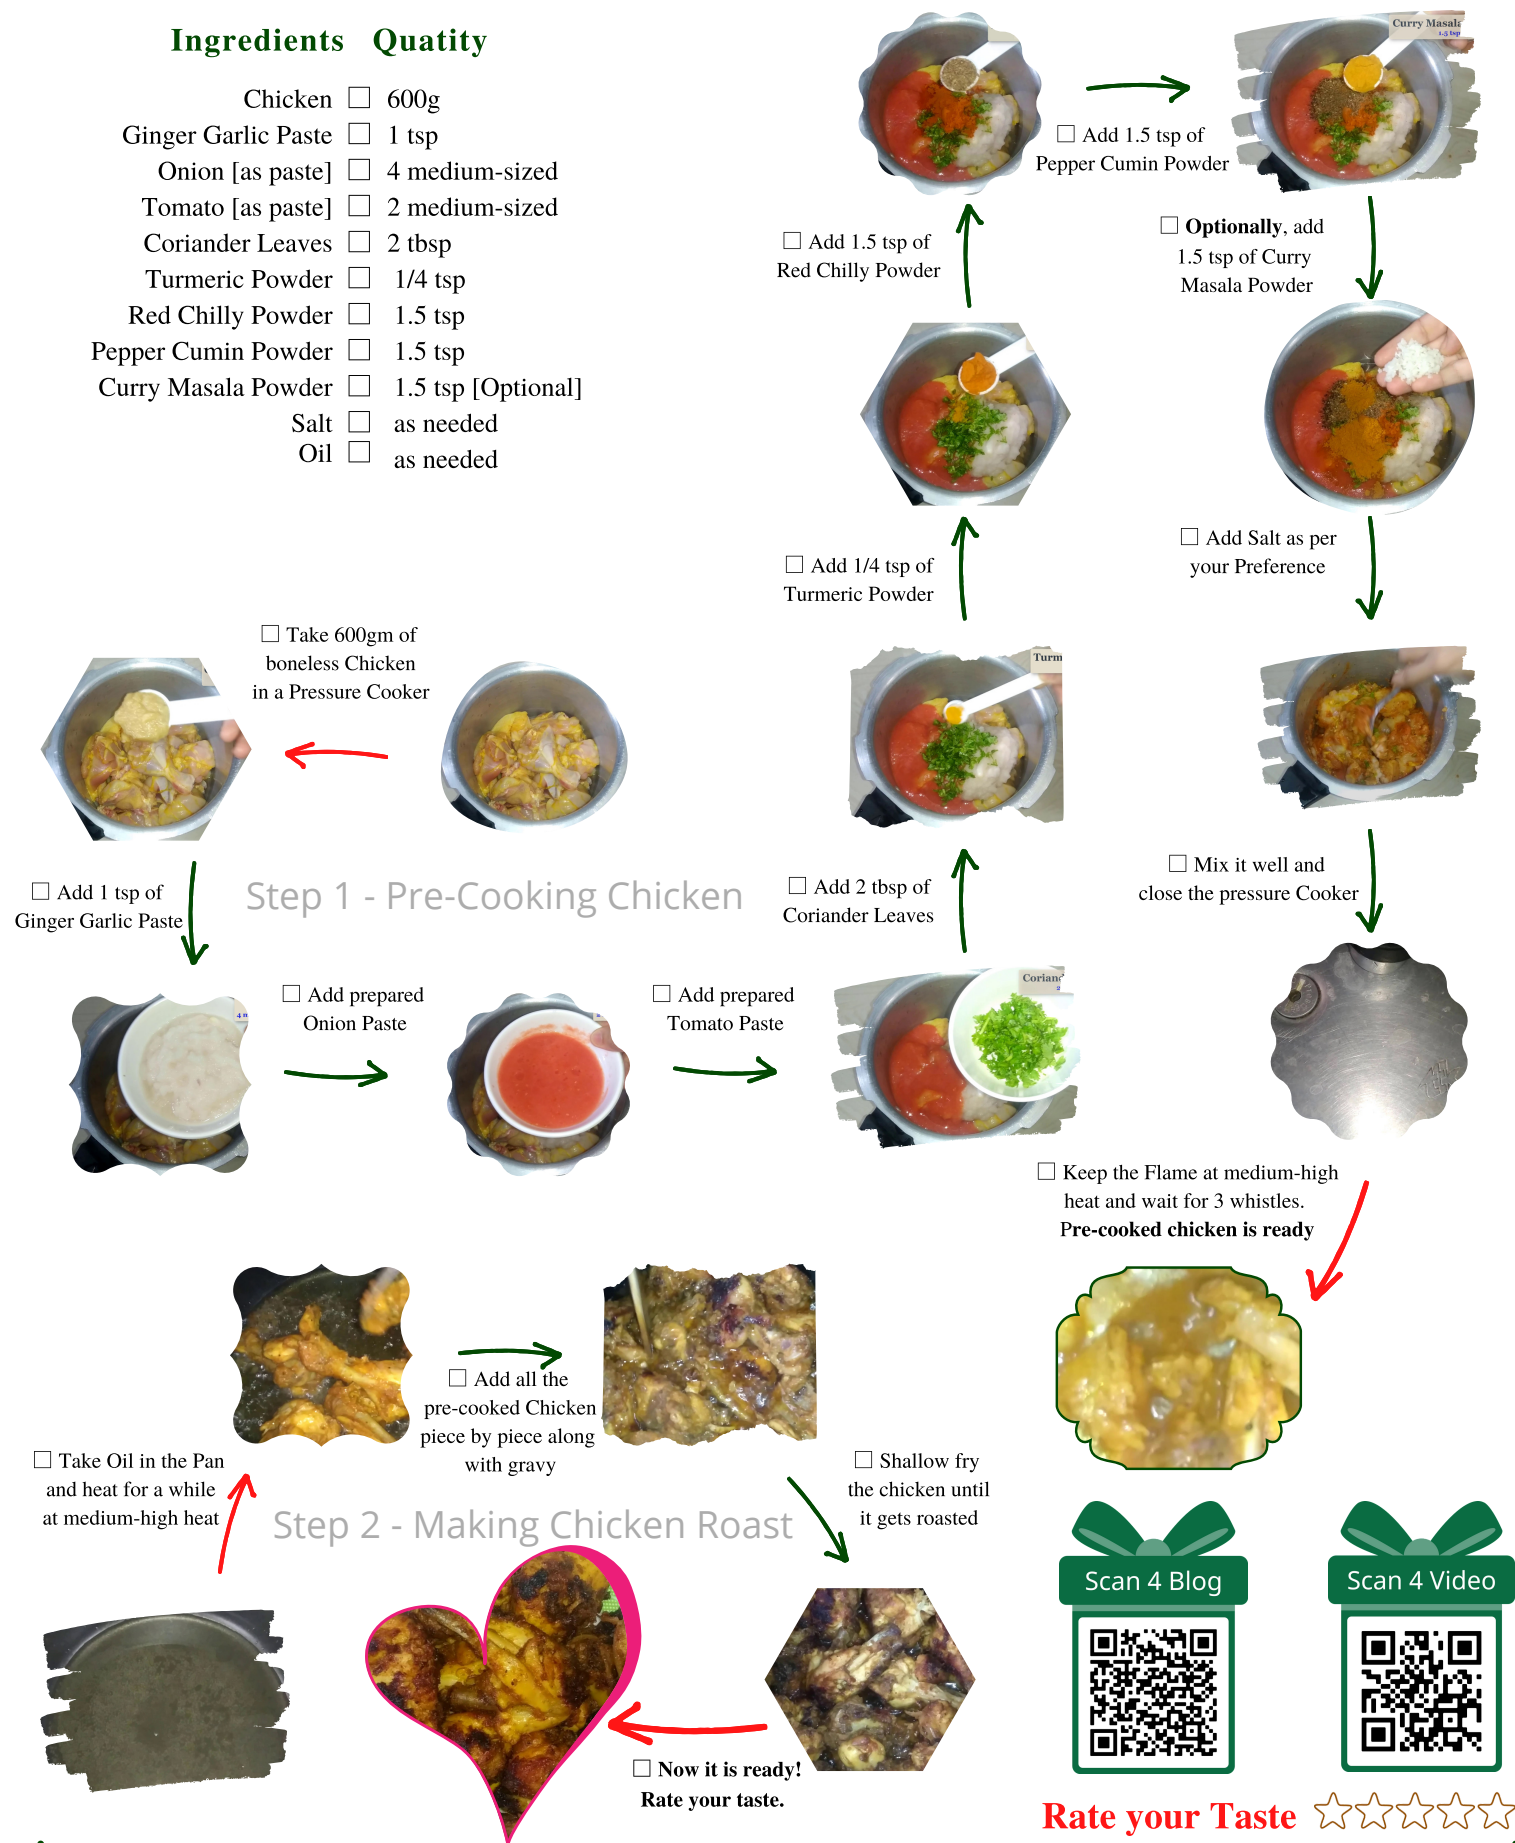 Ingredients Quatity
Chicken ☐ 600g
Ginger Garlic Paste ☐ 1 tsp
Onion [as paste] ☐ 4 medium-sized
Tomato [as paste] ☐ 2 medium-sized
Coriander Leaves ☐ 2 tbsp
Turmeric Powder ☐ 1/4 tsp
Red Chilly Powder ☐ 1.5 tsp
Pepper Cumin Powder ☐ 1.5 tsp
Curry Masala Powder ☐ 1.5 tsp [Optional]
Salt ☐ as needed
Oil ☐ as needed
☐ Take 600gm of
boneless Chicken
in a Pressure Cooker
☐ Add 1 tsp of
Ginger Garlic Paste
Step 1 - Pre-Cooking Chicken
4 m
☐ Add prepared
Onion Paste
☐ Add prepared
Tomato Paste
Coriand
2
☐ Add 2 tbsp of
Coriander Leaves
Turm
☐ Add 1/4 tsp of
Turmeric Powder
☐ Add 1.5 tsp of
Red Chilly Powder
☐ Add 1.5 tsp of
Pepper Cumin Powder
Curry Masala
1.5 tsp
☐ Optionally, add
1.5 tsp of Curry
Masala Powder
☐ Add Salt as per
your Preference
☐ Mix it well and
close the pressure Cooker
☐ Keep the Flame at medium-high
heat and wait for 3 whistles.
Pre-cooked chicken is ready
☐ Take Oil in the Pan
and heat for a while
at medium-high heat
☐ Add all the
pre-cooked Chicken
piece by piece along
with gravy
☐ Shallow fry
the chicken until
it gets roasted
Step 2 - Making Chicken Roast
☐ Now it is ready!
Rate your taste.
Scan 4 Blog
Scan 4 Video
Rate your Taste